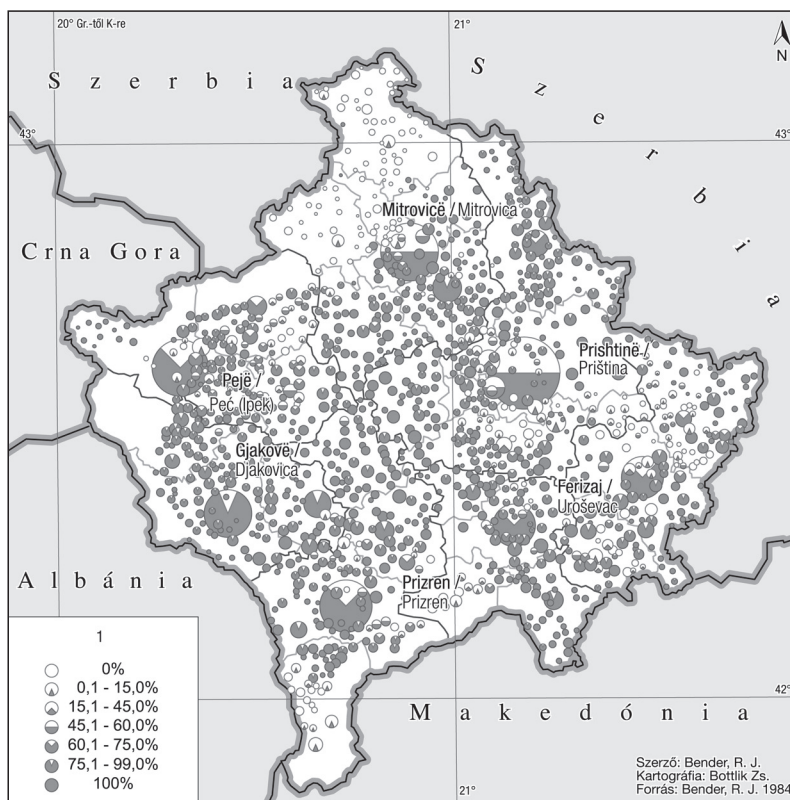 20° Gr.-től K-re
21°
N
Szerbia
Szerbia
43°
43°
Mitrovicë / Mitrovica
Crna Gora
Prishtinë /
Priština
Pejë /
Peć (Ipek)
Gjakovë /
Djakovica
Ferizaj /
Uroševac
Albánia
Prizren /
Prizren
1
0%
0,1 - 15,0%
15,1 - 45,0%
45,1 - 60,0%
60,1 - 75,0%
75,1 - 99,0%
100%
42°
Makedónia
Szerző: Bender, R. J.
Kartográfia: Bottlik Zs.
Forrás: Bender, R. J. 1984
21°